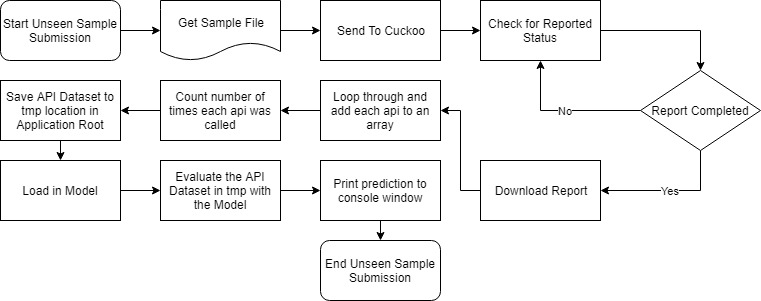 Start Unseen Sample
Submission
Get Sample File
Send To Cuckoo
Check for Reported
Status
Report Completed
No
Yes
Download Report
Loop through and
add each api to an
array
Count number of
times each api was
called
Save API Dataset to
tmp location in
Application Root
Load in Model
Evaluate the API
Dataset in tmp with
the Model
Print prediction to
console window
End Unseen Sample
Submission